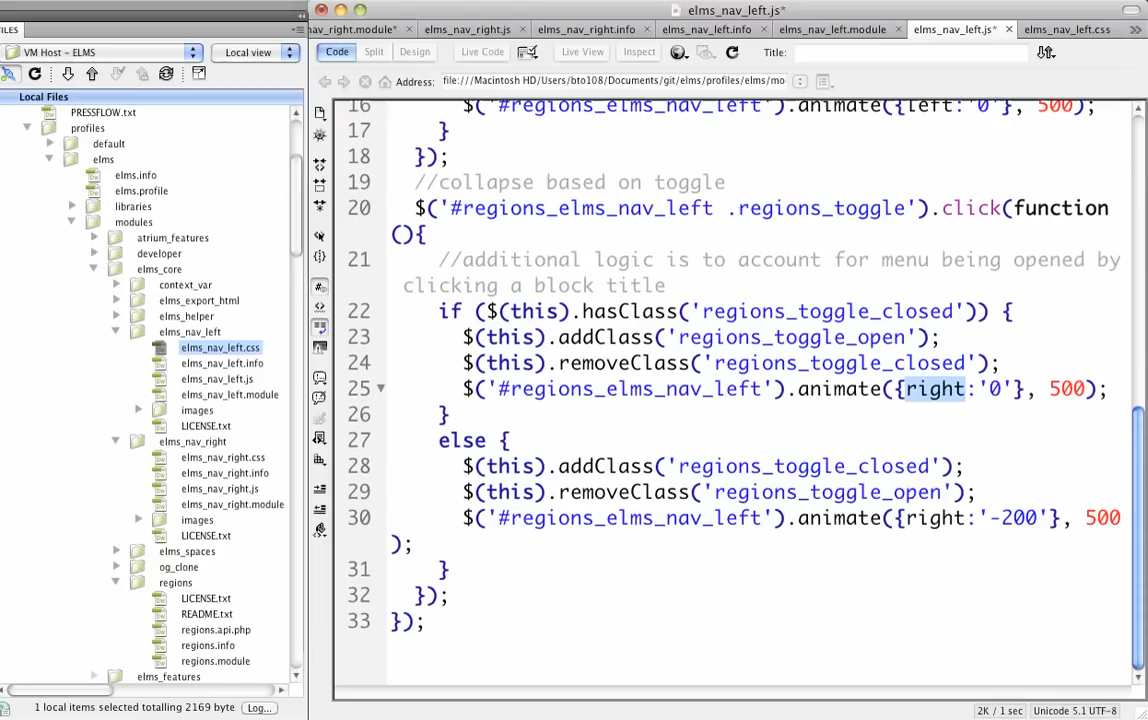 elms_nav_left.js*
FILES
VM Host – ELMS
Local view
Local Files
PRESSFLOW.txt
profiles
default
elms
elms.info
elms.profile
libraries
modules
atrium_features
developer
elms_core
context_var
elms_export_html
elms_helper
elms_nav_left
elms_nav_left.css
elms_nav_left.info
elms_nav_left.js
elms_nav_left.module
images
LICENSE.txt
elms_nav_right
elms_nav_right.css
elms_nav_right.info
elms_nav_right.js
elms_nav_right.module
images
LICENSE.txt
elms_spaces
og_clone
regions
LICENSE.txt
README.txt
regions.api.php
regions.info
regions.module
elms_features
1 local items selected totalling 2169 byte
Log...
av_right.module* elms_nav_right.js elms_nav_right.info elms_nav_left.info elms_nav_left.module elms_nav_left.js* elms_nav_left.css
Code Split Design Live Code Live View Inspect Title:
Address: file:///Macintosh HD/Users/bto108/Documents/git/elms/profiles/elms/mo
16 $('#regions_elms_nav_left').animate({left:'0'}, 500);
17 }
18 });
19 //collapse based on toggle
20 $('#regions_elms_nav_left .regions_toggle').click(function
(){
21 //additional logic is to account for menu being opened by
clicking a block title
22 if ($(this).hasClass('regions_toggle_closed')) {
23 $(this).addClass('regions_toggle_open');
24 $(this).removeClass('regions_toggle_closed');
25 $('#regions_elms_nav_left').animate({right:'0'}, 500);
26 }
27 else {
28 $(this).addClass('regions_toggle_closed');
29 $(this).removeClass('regions_toggle_open');
30 $('#regions_elms_nav_left').animate({right:'-200'}, 500
);
31 }
32 });
33 });
2K / 1 sec Unicode 5.1 UTF-8